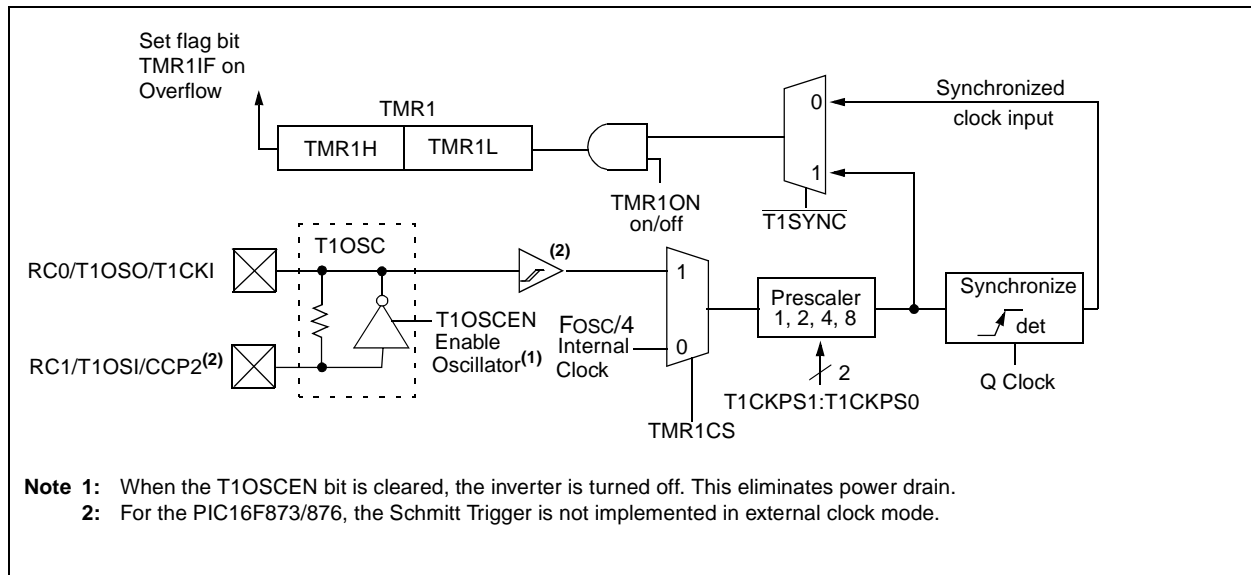 Set flag bit
TMR1IF on
Overflow
TMR1
TMR1H
TMR1L
TMR1ON
on/off
0
1
T1SYNC
Synchronized
clock input
RC0/T1OSO/T1CKI
T1OSC
(2)
RC1/T1OSI/CCP2(2)
T1OSCEN
Enable
Oscillator(1)
FOSC/4
Internal
Clock
1
0
TMR1CS
Prescaler
1, 2, 4, 8
2
T1CKPS1:T1CKPS0
Synchronize
det
Q Clock
Note 1: When the T1OSCEN bit is cleared, the inverter is turned off. This eliminates power drain.
2: For the PIC16F873/876, the Schmitt Trigger is not implemented in external clock mode.